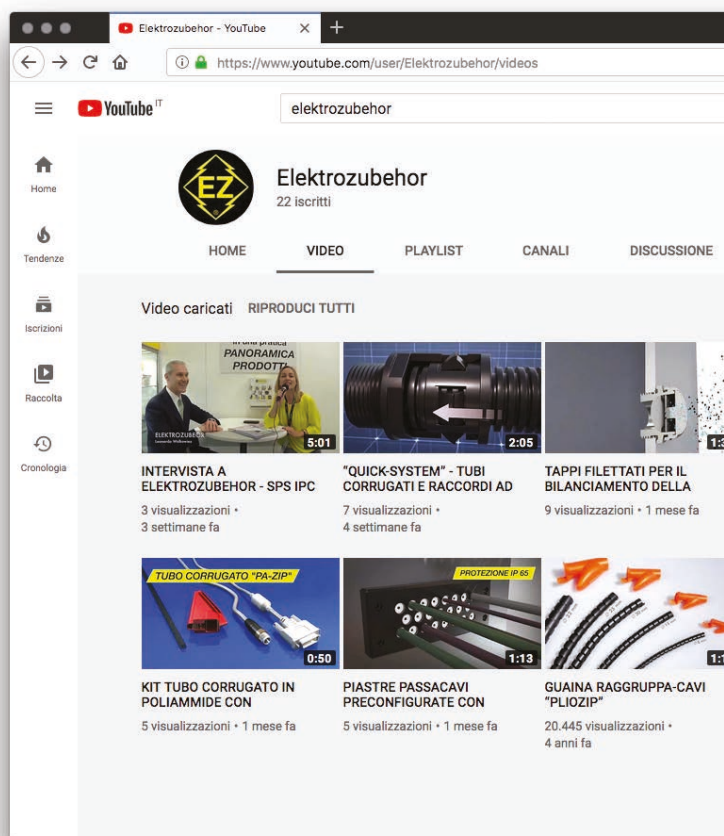 Elektrozubehor - YouTube
https://www.youtube.com/user/Elektrozubehor/videos
YouTube IT
elektrozubehor
Home
Tendenze
Iscrizioni
Raccolta
Cronologia
EZ
Elektrozubehor
22 iscritti
HOME VIDEO PLAYLIST CANALI DISCUSSIONE
Video caricati RIPRODUCI TUTTI
in una pratica
PANORAMICA
PRODOTTI
ELEKTROZUBEHOR
5:01
2:05
INTERVISTA A
ELEKTROZUBEHOR - SPS IPC
3 visualizzazioni •
3 settimane fa
"QUICK-SYSTEM" - TUBI
CORRUGATI E RACCORDI AD
7 visualizzazioni •
4 settimane fa
TAPPI FILETTATI PER IL
BILANCIAMENTO DELLA
9 visualizzazioni • 1 mese fa
TUBO CORRUGATO "PA-ZIP"
0:50
PROTEZIONE IP 65
1:13
KIT TUBO CORRUGATO IN
POLIAMMIDE CON
5 visualizzazioni • 1 mese fa
PIASTRE PASSACAVI
PRECONFIGURATE CON
5 visualizzazioni • 1 mese fa
GUAINA RAGGRUPPA-CAVI
"PLIOZIP"
20.445 visualizzazioni •
4 anni fa